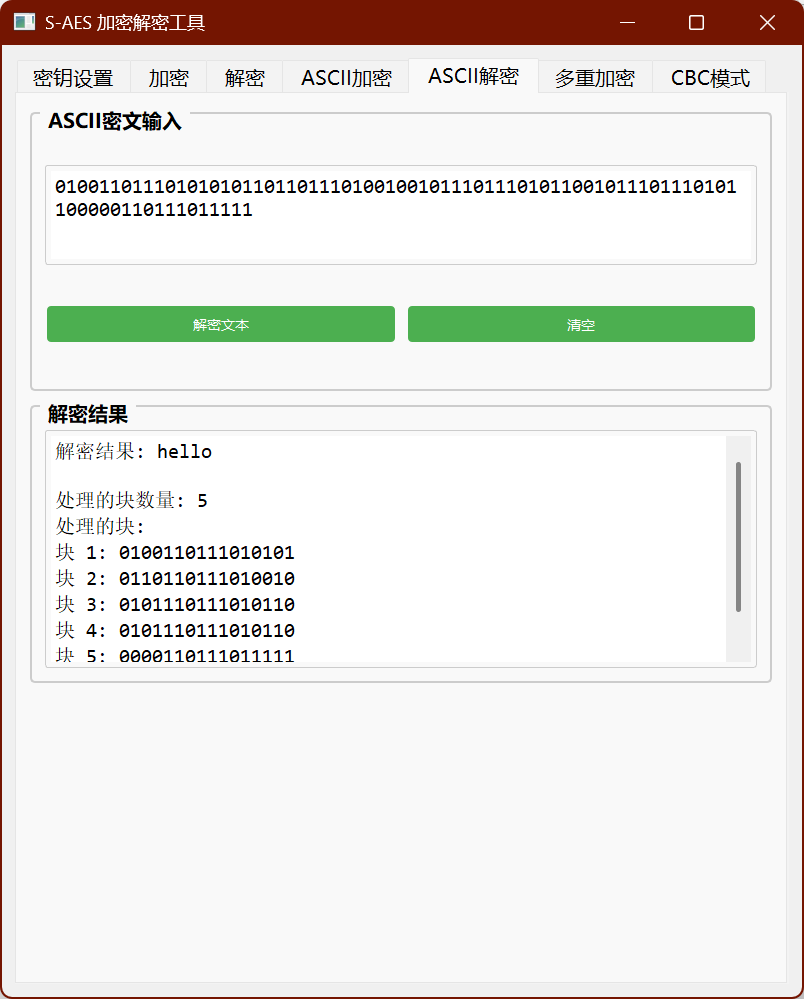 S-AES 加密解密工具
密钥设置 加密 解密 ASCII加密 ASCII解密 多重加密 CBC模式
ASCII密文输入
01001101110101010110110111010010010111011101011001011101110101
100000110111011111
解密文本 清空
解密结果
解密结果: hello
处理的块数量: 5
处理的块:
块 1: 0100110111010101
块 2: 0110110111010010
块 3: 0101110111010110
块 4: 0101110111010110
块 5: 0000110111011111